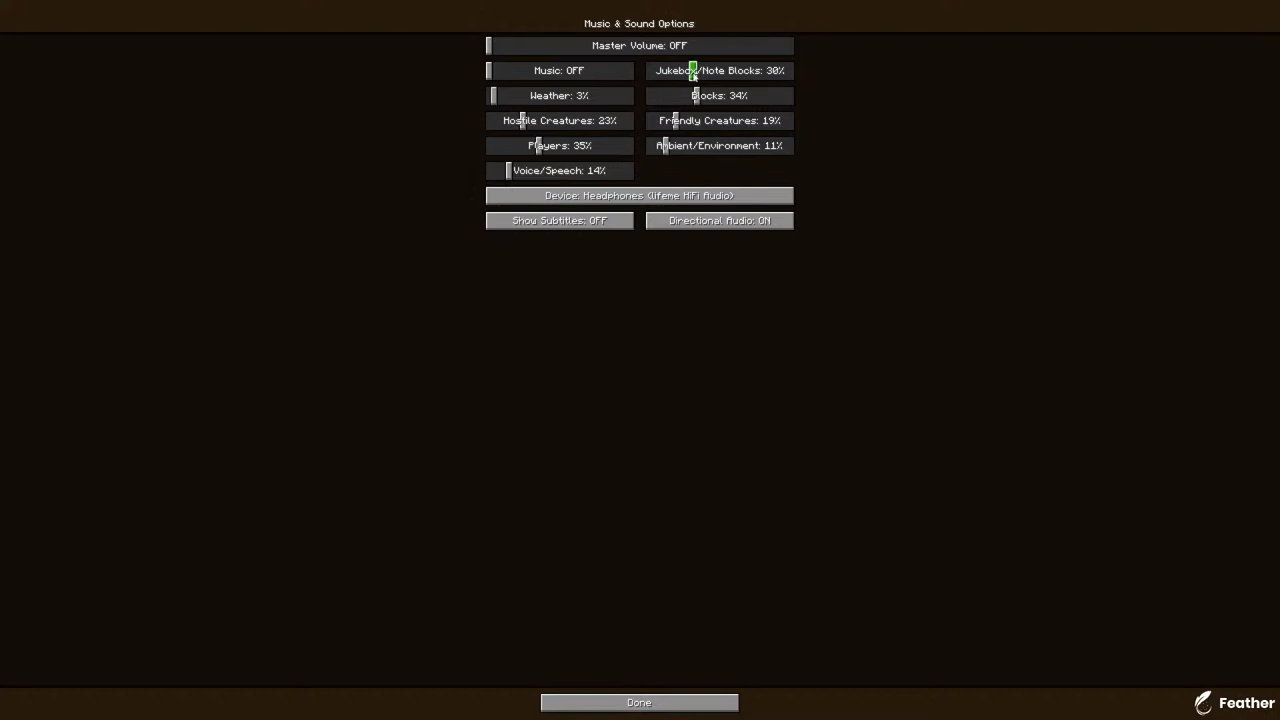 Music & Sound Options
Master Volume: OFF
Music: OFF
Jukebox/Note Blocks: 30%
Weather: 3%
Blocks: 34%
Hostile Creatures: 23%
Friendly Creatures: 19%
Players: 35%
Ambient/Environment: 11%
Voice/Speech: 14%
Device: Headphones (lifeme HiFi Audio)
Show Subtitles: OFF
Directional Audio: ON
Done
Feather